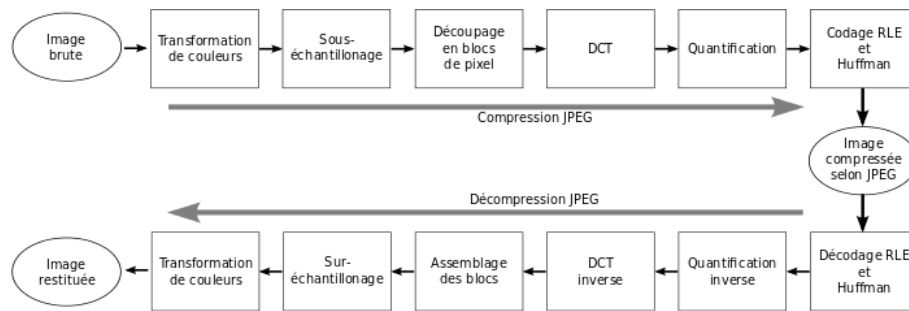 Image
brute
Transformation
de couleurs
Sous-
échantillonage
Découpage
en blocs
de pixel
DCT
Quantification
Codage RLE
et
Huffman
Compression JPEG
Image
compressée
selon JPEG
Décompression JPEG
Image
restituée
Transformation
de couleurs
Sur-
échantillonage
Assemblage
des blocs
DCT
inverse
Quantification
inverse
Décodage RLE
et
Huffman